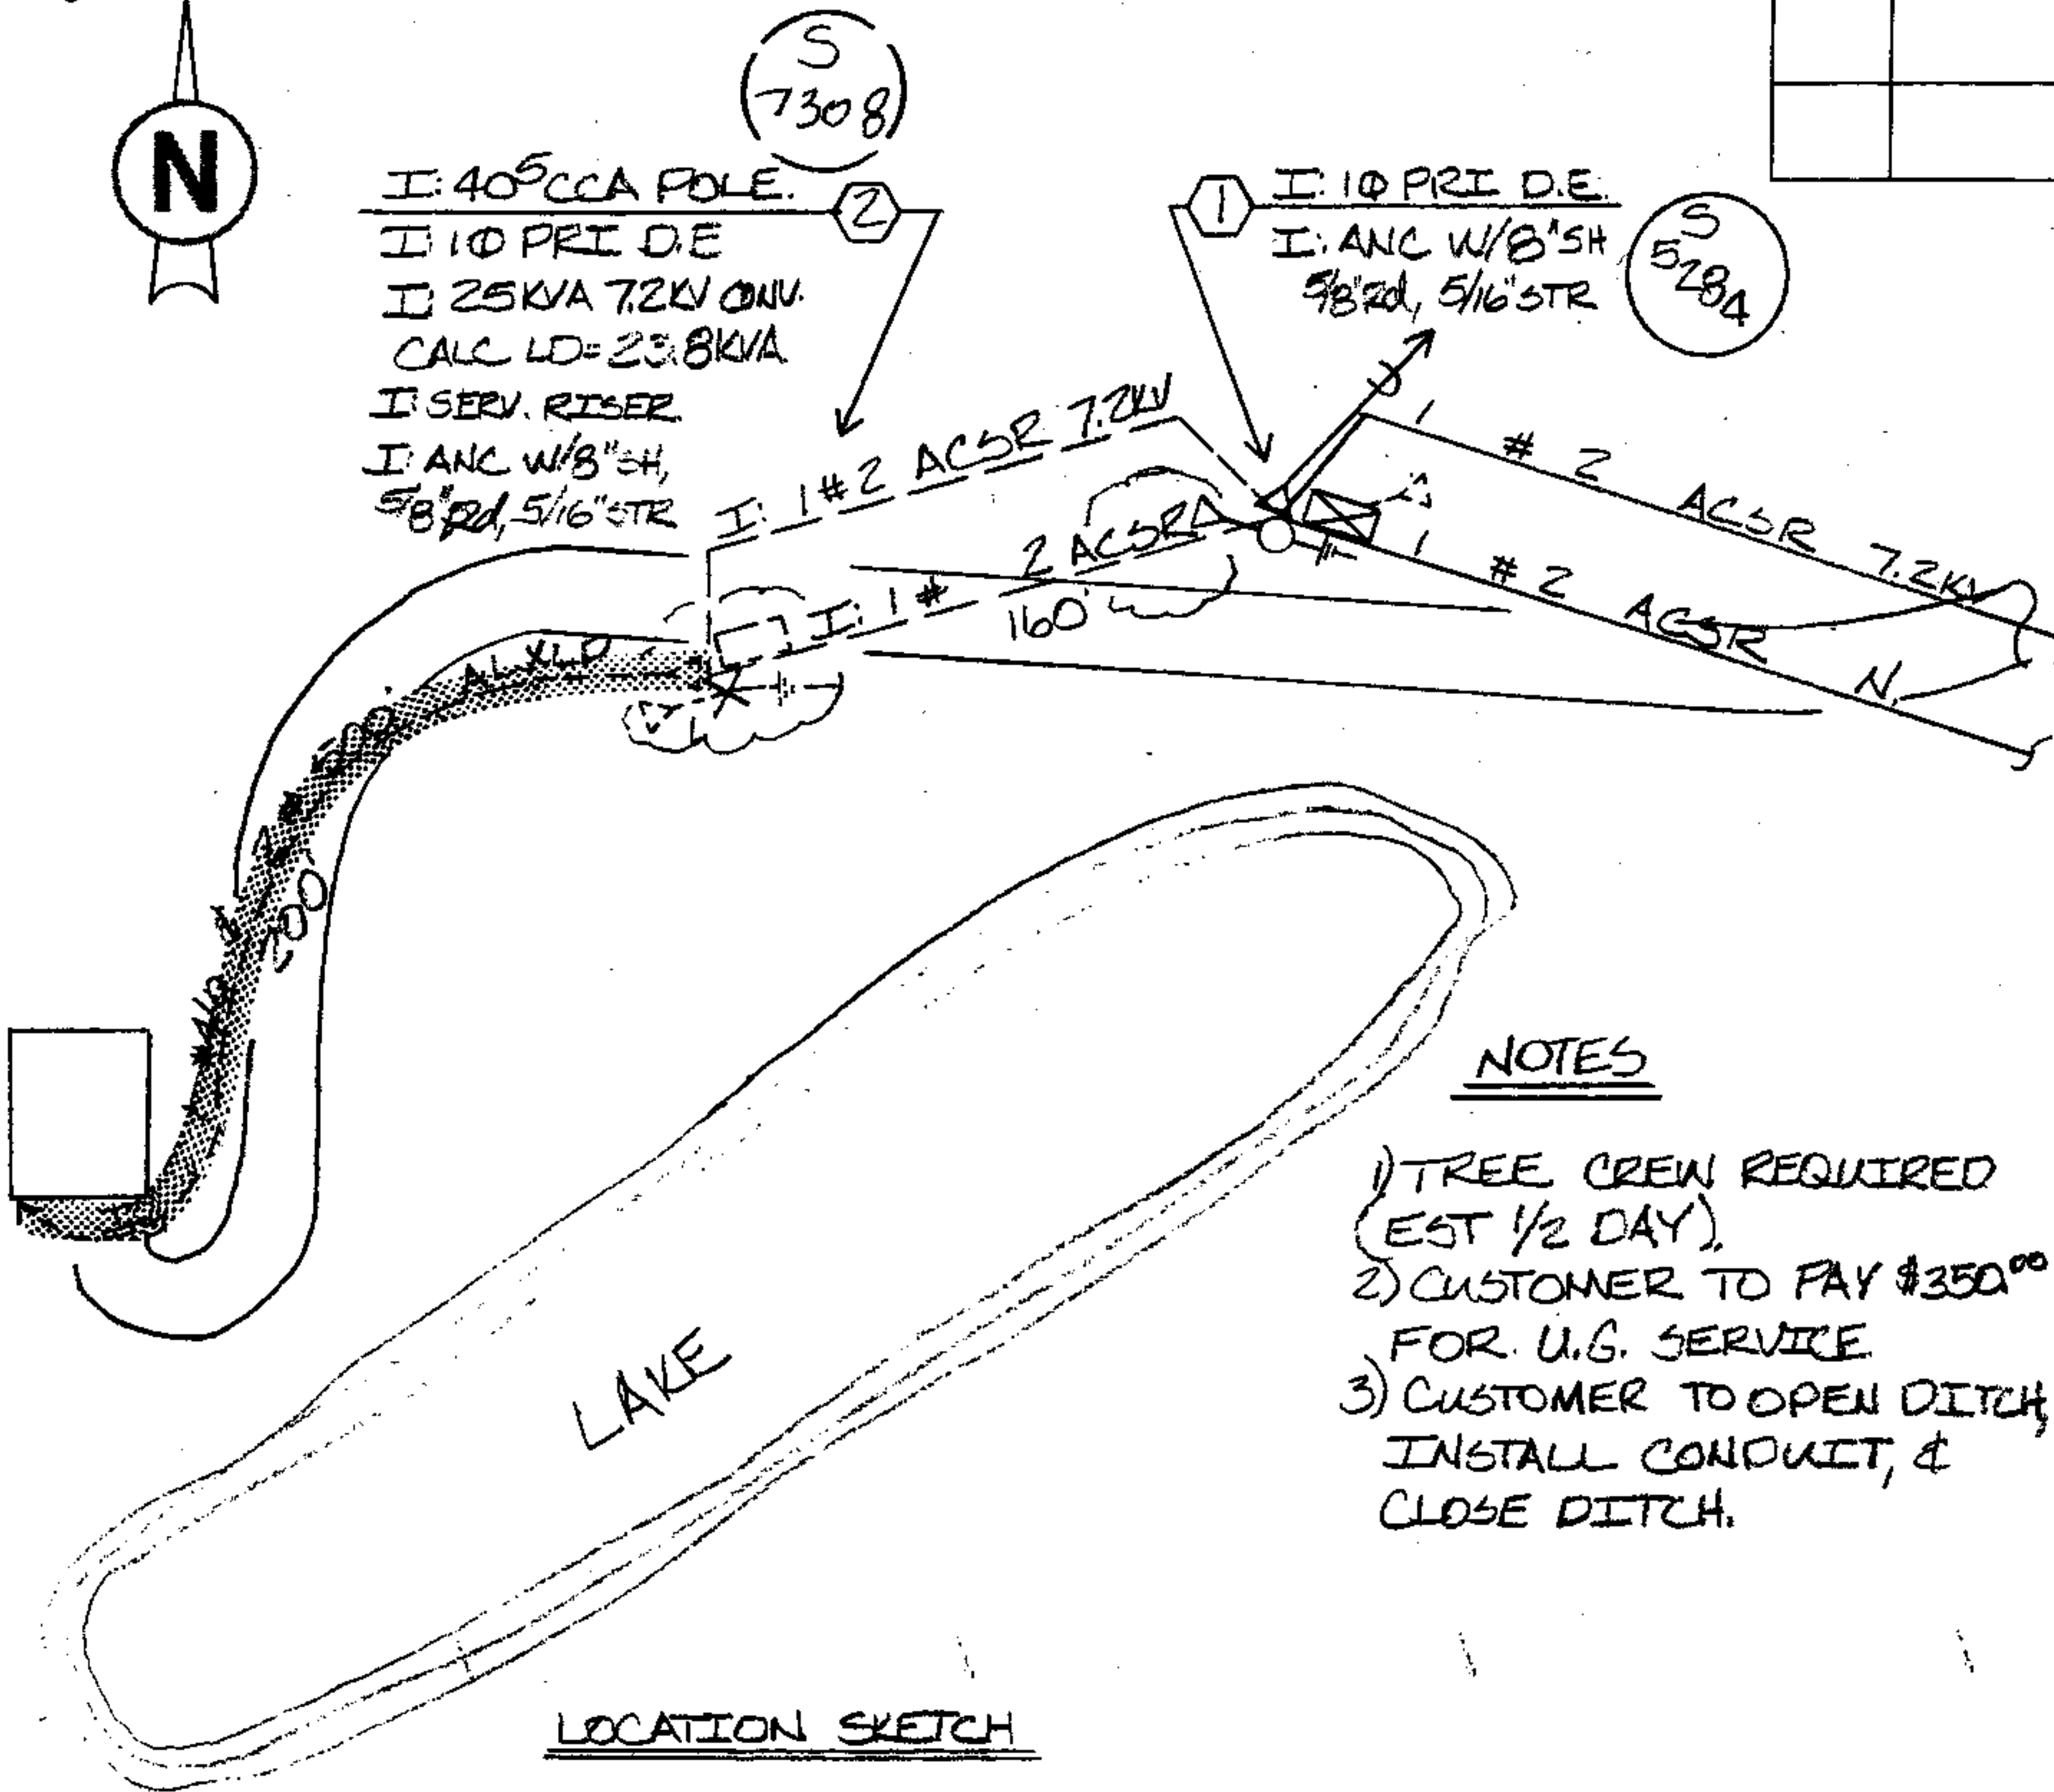 N
S
7308
I: 40⁵ CCA POLE.
2
I: 1Φ PRI D.E
I: 25KVA 7.2KV CONV.
CALC LD=23.8KVA
I: SERV. RISER
I: ANC W/8"SH,
5/8"Rd, 5/16"STR
1
I: 1Φ PRI D.E.
I: ANC W/8"SH
5/8"Rd, 5/16"STR
S
5284
I: 1 #2 ACSR 7.2KV
1 # 2 ACSR 7.2KV
I: 1 # 2 ACSR
160'
1 # 2 ACSR N.
AL XLP
LAKE
NOTES
1) TREE CREW REQUIRED
(EST 1/2 DAY).
2) CUSTOMER TO PAY $350.⁰⁰
FOR U.G. SERVICE
3) CUSTOMER TO OPEN DITCH,
INSTALL CONDUIT, &
CLOSE DITCH.
LOCATION SKETCH